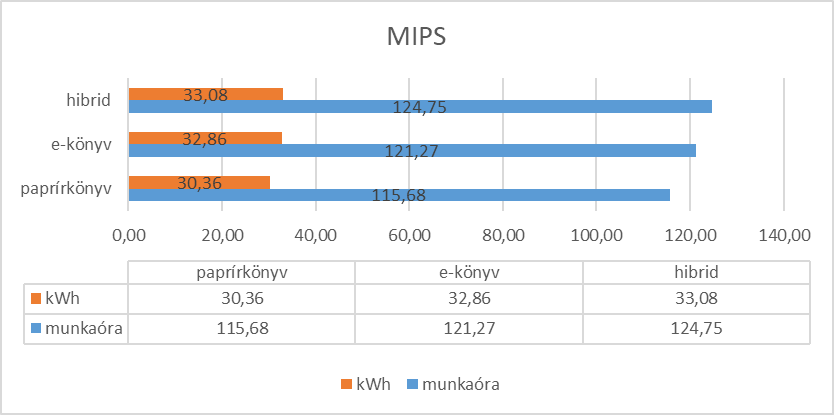 MIPS
hibrid
33,08
124,75
e-könyv
32,86
121,27
paprírkönyv
30,36
115,68
0,00 20,00 40,00 60,00 80,00 100,00 120,00 140,00
paprírkönyv e-könyv hibrid
kWh 30,36 32,86 33,08
munkaóra 115,68 121,27 124,75
kWh munkaóra